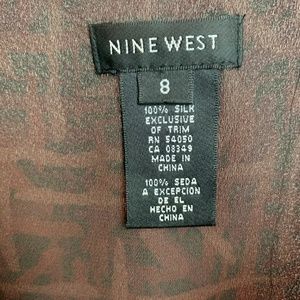 NINE WEST
8
100% SILK
EXCLUSIVE
OF TRIM
RN 54050
CA 08349
MADE IN
CHINA
100% SEDA
A EXCEPCION
DE EL
HECHO EN
CHINA